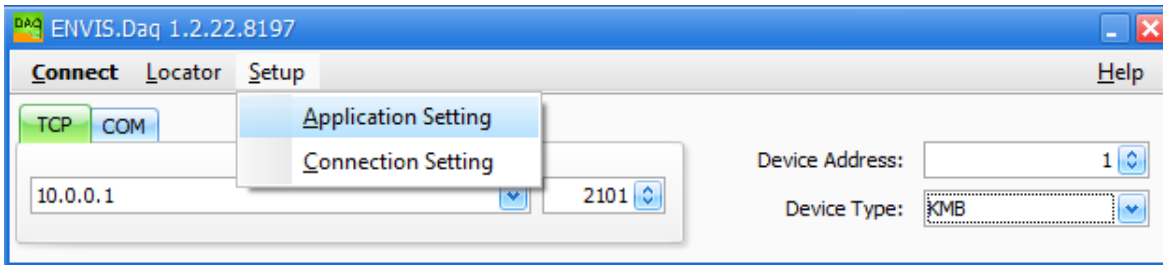 DAQ ENVIS.Daq 1.2.22.8197
Connect Locator Setup Help
Application Setting
Connection Setting
TCP COM
10.0.0.1 2101
Device Address: 1
Device Type: KMB